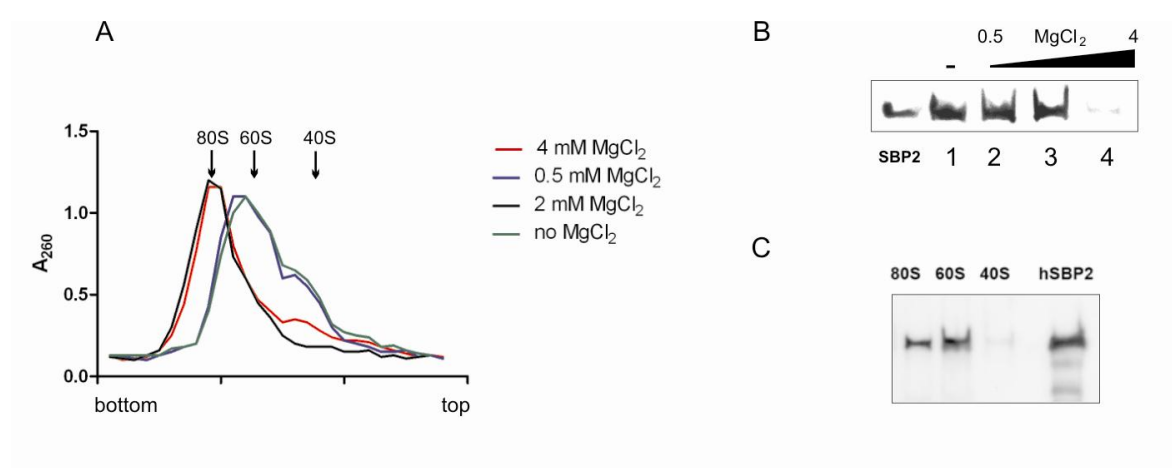 A
1.5
1.0
0.5
0.0
A260
80S 60S 40S
bottom
top
4 mM MgCl2
0.5 mM MgCl2
2 mM MgCl2
no MgCl2
B
0.5 MgCl2 4
-
SBP2 1 2 3 4
C
80S 60S 40S hSBP2